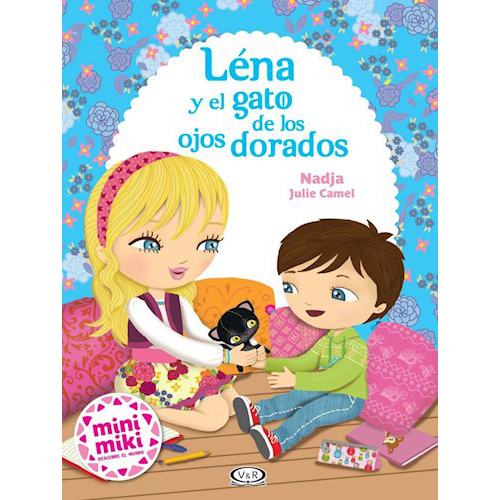 Léna
y el gato
de los
ojos dorados
Nadja
Julie Camel
mini
miki
DESCUBRE EL MUNDO
V&R